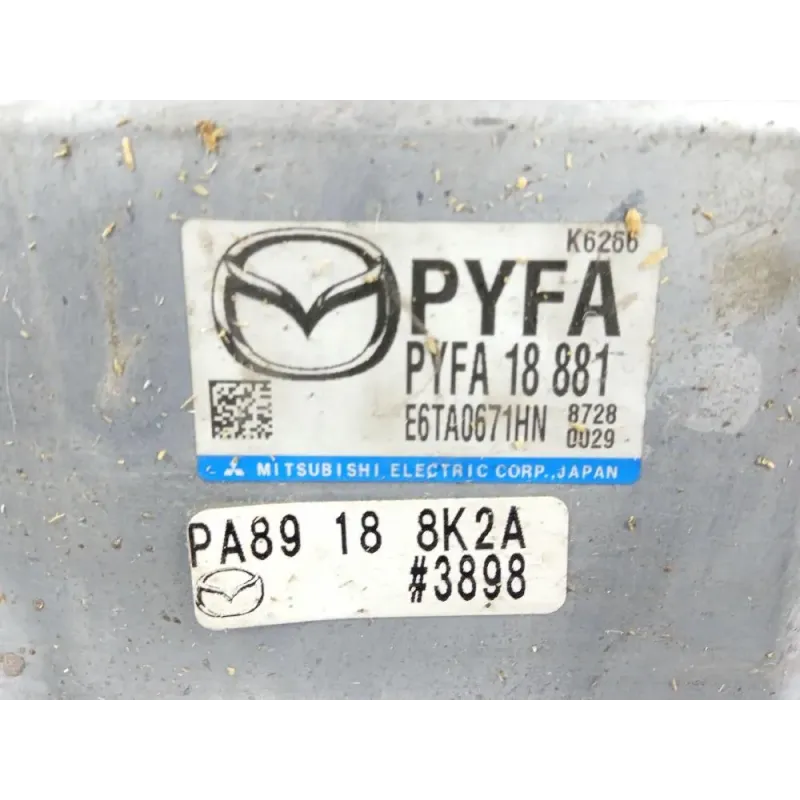 K6266
PYFA
PYFA 18 881
E6TA0671HN 8728
0029
MITSUBISHI ELECTRIC CORP., JAPAN
PA89 18 8K2A
#3898